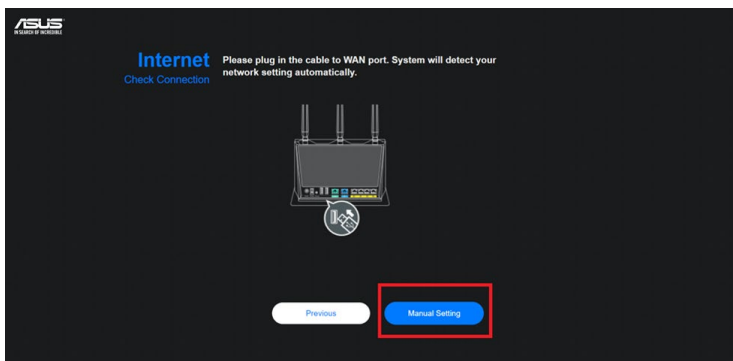 ASUS
IN SEARCH OF INCREDIBLE
Internet
Check Connection
Please plug in the cable to WAN port. System will detect your
network setting automatically.
Previous
Manual Setting